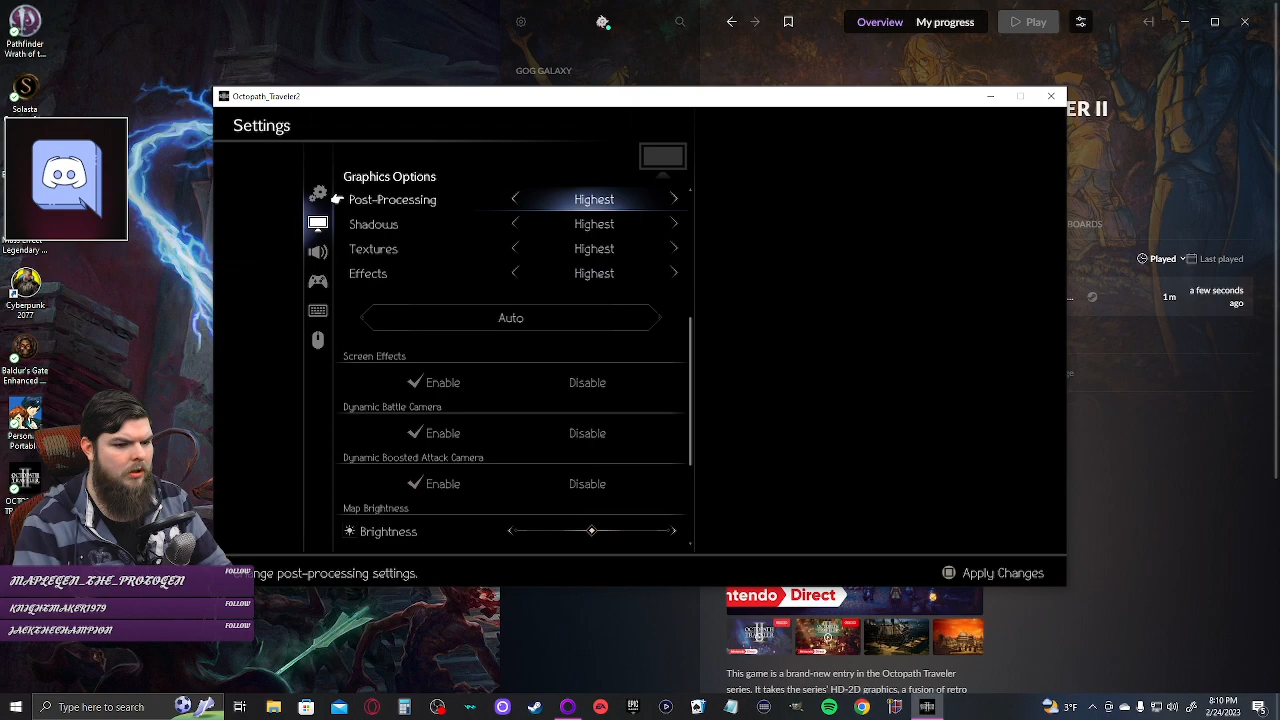 Overview
My progress
Play
Pathfinder ...
GOG GALAXY
Solasta
Octopath_Traveler2
ER II
Settings
Graphics Options
Post-Processing
Highest
Shadows
Highest
BOARDS
Textures
Highest
Legendary ...
Played
Last played
Effects
Highest
Cyberpunk
2077
1m
a few seconds
ago
Auto
Screen Effects
Enable
Disable
Baldur's Gate
Dynamic Battle Camera
Enable
Disable
Dynamic Boosted Attack Camera
Enable
Disable
Map Brightness
Brightness
ange post-processing settings.
Apply Changes
FOLLOW
FOLLOW
FOLLOW
JACKTHECHAMPION
ntendo Direct
This game is a brand-new entry in the Octopath Traveler
series. It takes the series' HD-2D graphics, a fusion of retro
Type here to search
39°F
8:10 PM
2/24/2023